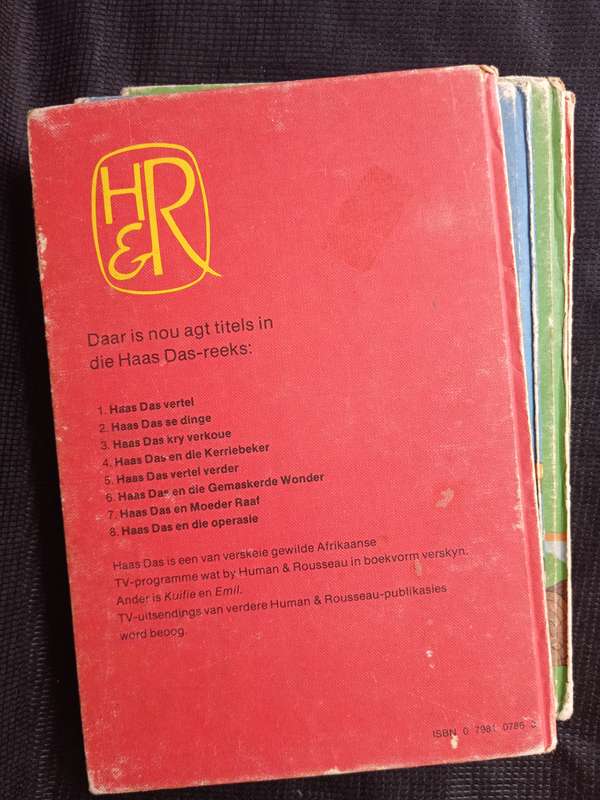 H&R
Daar is nou agt titels in
die Haas Das-reeks:
1. Haas Das vertel
2. Haas Das se dinge
3. Haas Das kry verkoue
4. Haas Das en die Kerriebeker
5. Haas Das vertel verder
6. Haas Das en die Gemaskerde Wonder
7. Haas Das en Moeder Raaf
8. Haas Das en die operasie
Haas Das is een van verskeie gewilde Afrikaanse
TV-programme wat by Human & Rousseau in boekvorm verskyn.
Ander is Kuifie en Emil.
TV-uitsendings van verdere Human & Rousseau-publikasies
word beoog.
ISBN 0 7981 0786 3